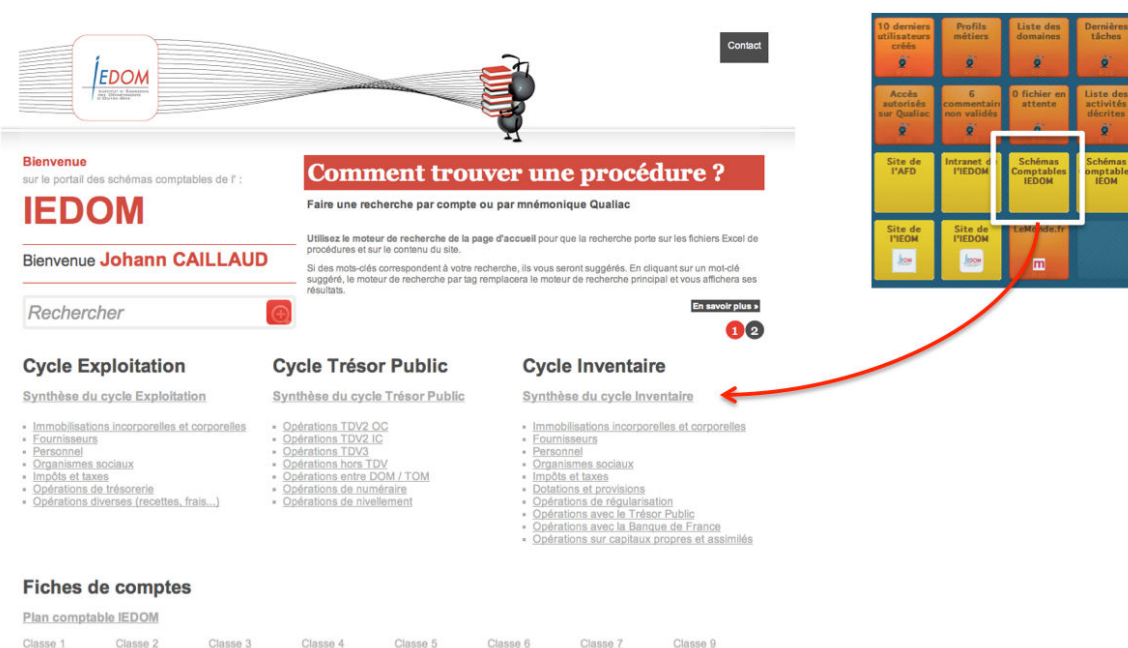 Contact
iEDOM
Bienvenue
sur le portail des schémas comptables de l' :
IEDOM
Bienvenue Johann CAILLAUD
Rechercher
Comment trouver une procédure ?
Faire une recherche par compte ou par mnémonique Qualiac
Utilisez le moteur de recherche de la page d'accueil pour que la recherche porte sur les fichiers Excel de
procédures et sur le contenu du site.
Si des mots-clés correspondent à votre recherche, ils vous seront suggérés. En cliquant sur un mot-clé
suggéré, le moteur de recherche par tag remplacera le moteur de recherche principal et vous affichera ses
résultats.
En savoir plus »
1 2
Cycle Exploitation
Synthèse du cycle Exploitation
Immobilisations incorporelles et corporelles
Fournisseurs
Personnel
Organismes sociaux
Impôts et taxes
Opérations de trésorerie
Opérations diverses (recettes, frais...)
Cycle Trésor Public
Synthèse du cycle Trésor Public
Opérations TDV2 OC
Opérations TDV2 IC
Opérations TDV3
Opérations hors TDV
Opérations entre DOM / TOM
Opérations de numéraire
Opérations de nivellement
Cycle Inventaire
Synthèse du cycle Inventaire
Immobilisations incorporelles et corporelles
Fournisseurs
Personnel
Organismes sociaux
Impôts et taxes
Dotations et provisions
Opérations de régularisation
Opérations avec le Trésor Public
Opérations avec la Banque de France
Opérations sur capitaux propres et assimilés
Fiches de comptes
Plan comptable IEDOM
Classe 1 Classe 2 Classe 3 Classe 4 Classe 5 Classe 6 Classe 7 Classe 9
10 derniers
utilisateurs
créés
Profils
métiers
Liste des
domaines
Dernières
tâches
Accès
autorisés
sur Qualiac
6
commentaire
non validés
0 fichier en
attente
Liste des
activités
décrites
Site de
l'AFD
Intranet de
l'IEDOM
Schémas
Comptables
IEDOM
Schémas
omptable
IEOM
Site de
l'IEOM
Site de
l'IEDOM
LeMonde.fr
m